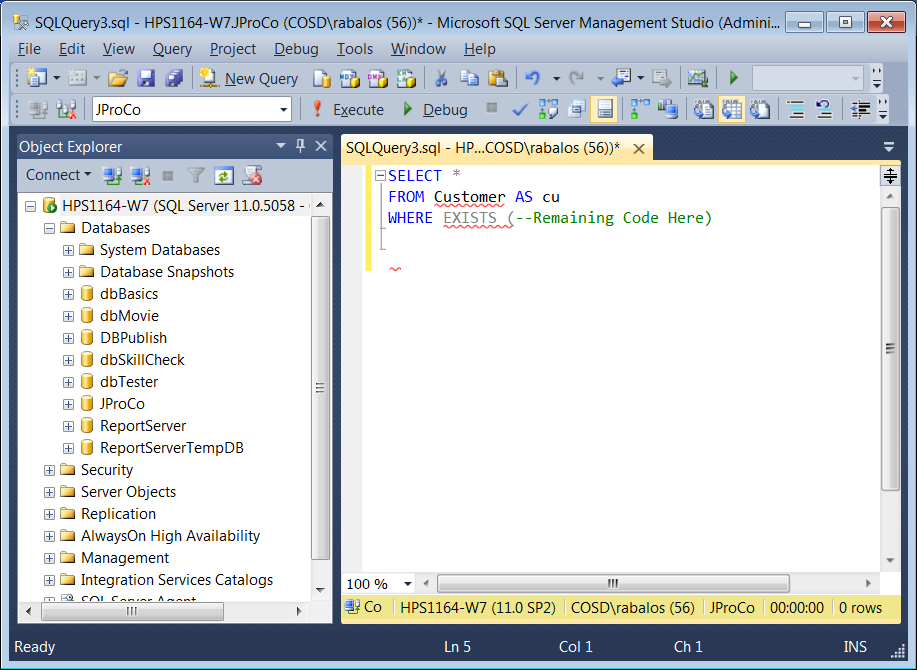 SQLQuery3.sql - HPS1164-W7.JProCo (COSD\rabalos (56))* - Microsoft SQL Server Management Studio (Admini...
File Edit View Query Project Debug Tools Window Help
New Query
JProCo Execute Debug
Object Explorer
Connect
HPS1164-W7 (SQL Server 11.0.5058 -
Databases
System Databases
Database Snapshots
dbBasics
dbMovie
DBPublish
dbSkillCheck
dbTester
JProCo
ReportServer
ReportServerTempDB
Security
Server Objects
Replication
AlwaysOn High Availability
Management
Integration Services Catalogs
SQL Server Agent
SQLQuery3.sql - HP...COSD\rabalos (56))*
SELECT *
FROM Customer AS cu
WHERE EXISTS (--Remaining Code Here)
100 %
Co HPS1164-W7 (11.0 SP2) COSD\rabalos (56) JProCo 00:00:00 0 rows
Ready Ln 5 Col 1 Ch 1 INS